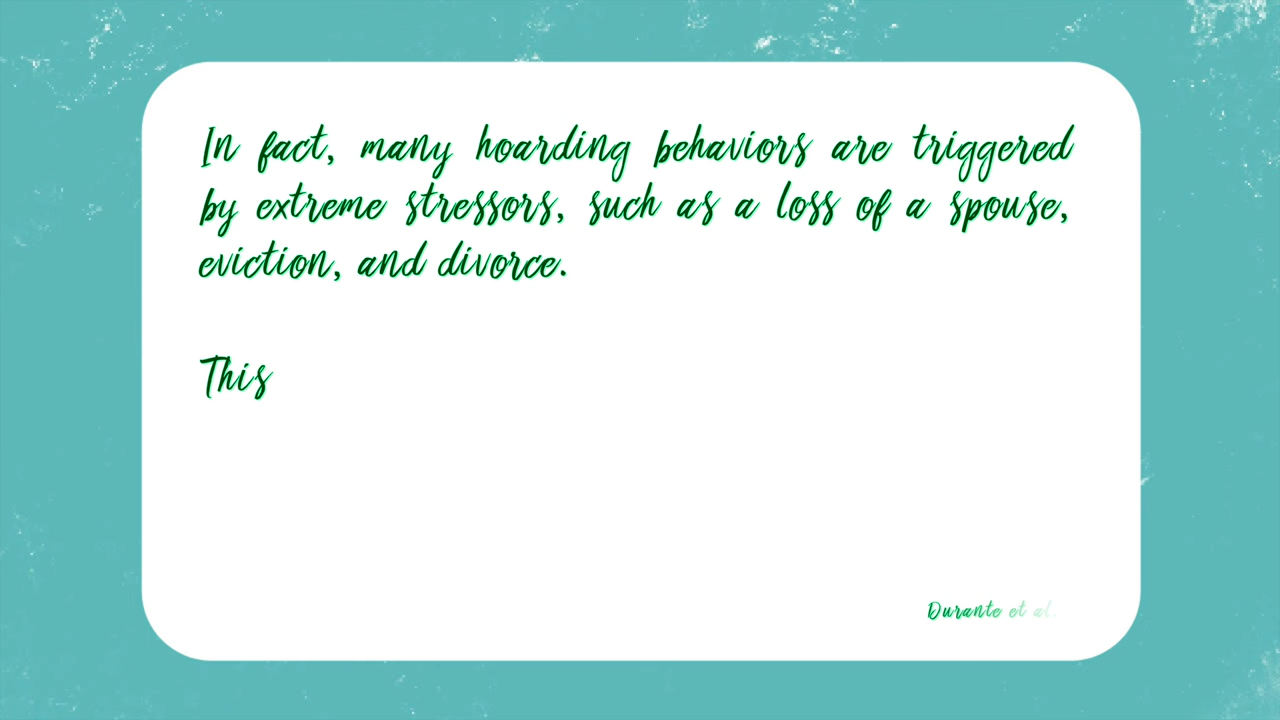 In fact, many hoarding behaviors are triggered
by extreme stressors, such as a loss of a spouse,
eviction, and divorce.
This
Durante et al.